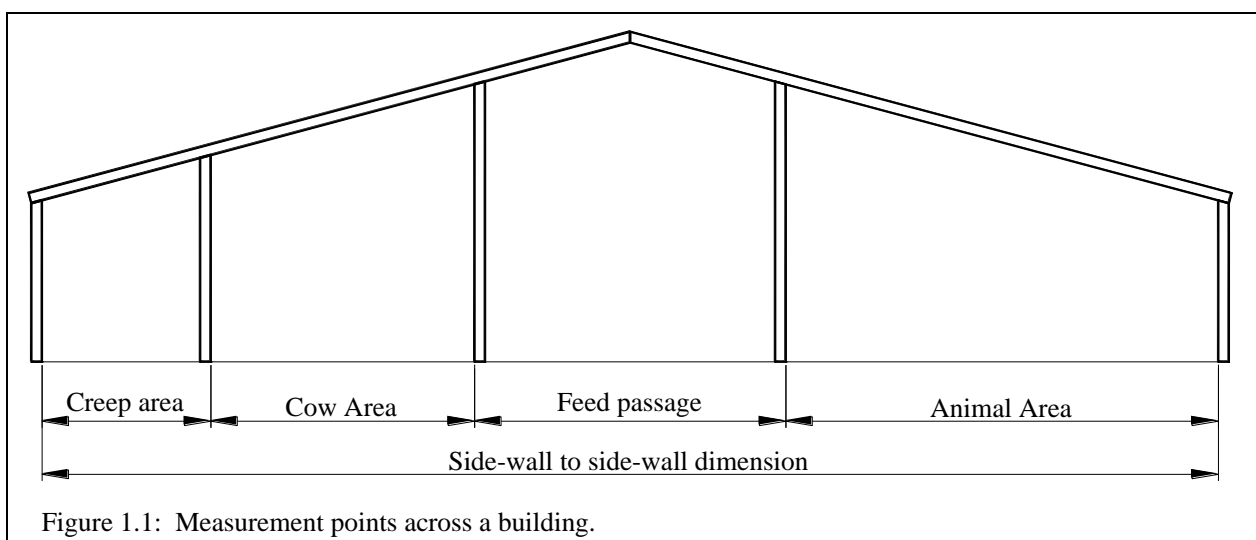 Creep area
Cow Area
Feed passage
Animal Area
Side-wall to side-wall dimension
Figure 1.1: Measurement points across a building.